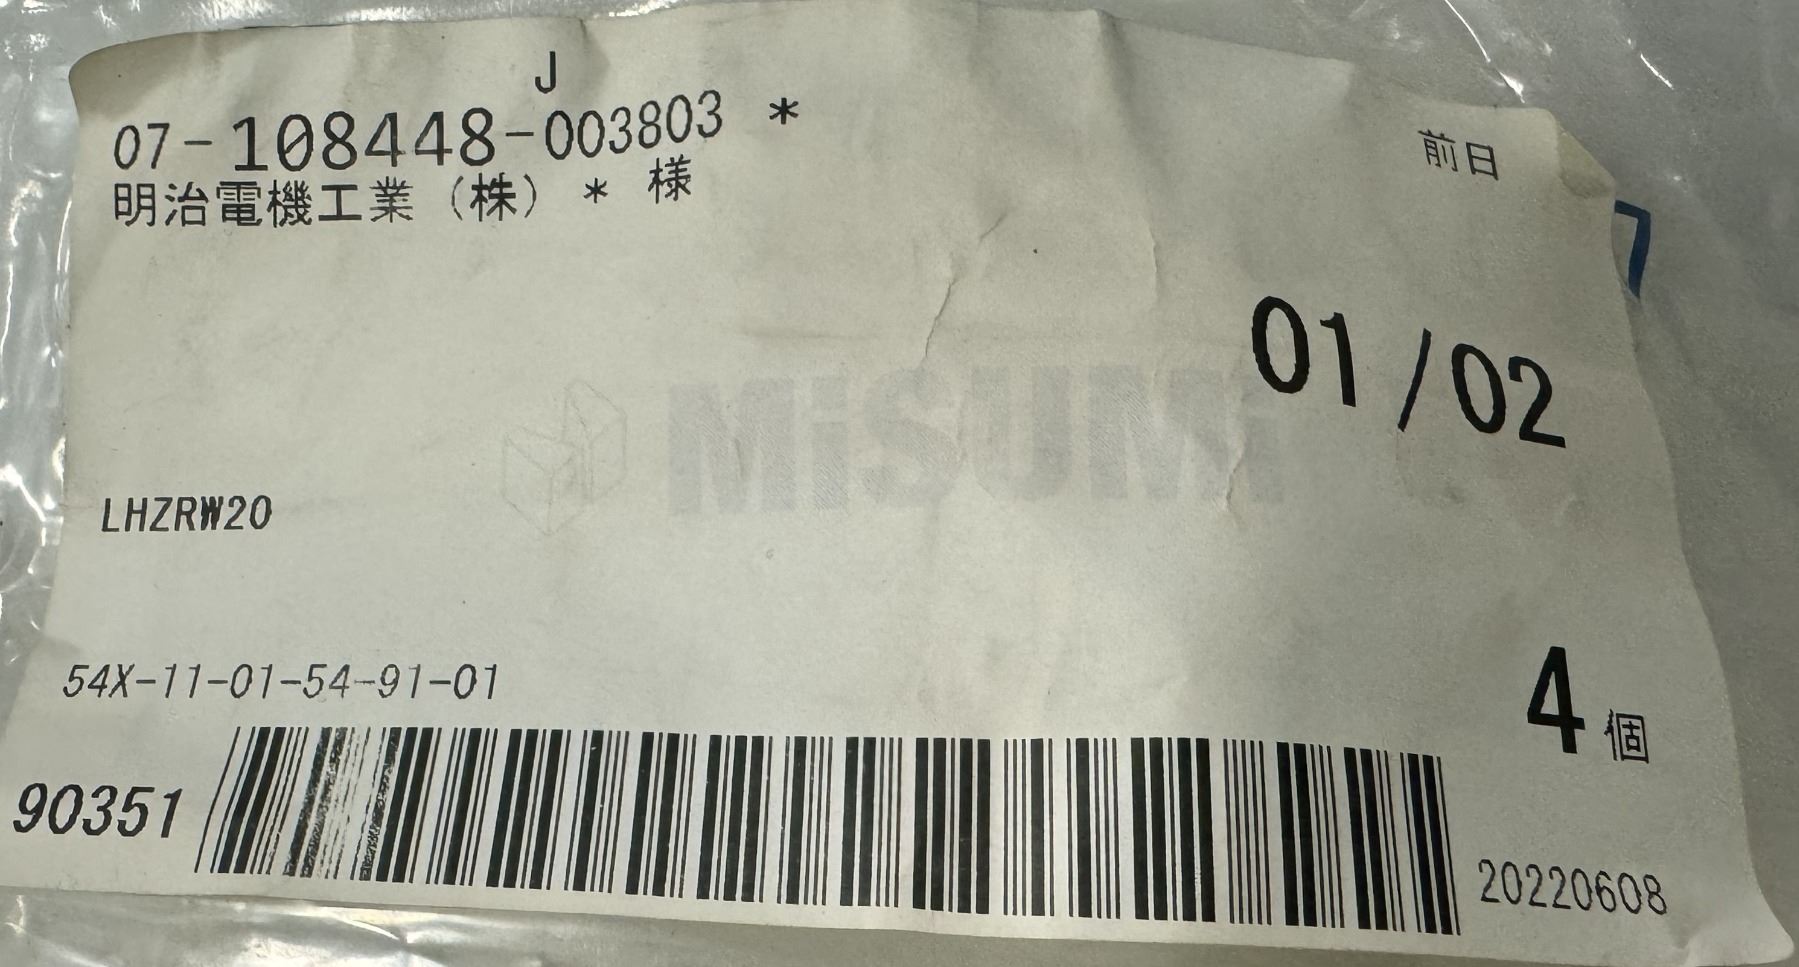 J
07-108448-003803 *
明治電機工業（株）* 様
前日
01/02
MiSUMi
LHZRW20
54X-11-01-54-91-01
4個
90351
20220608